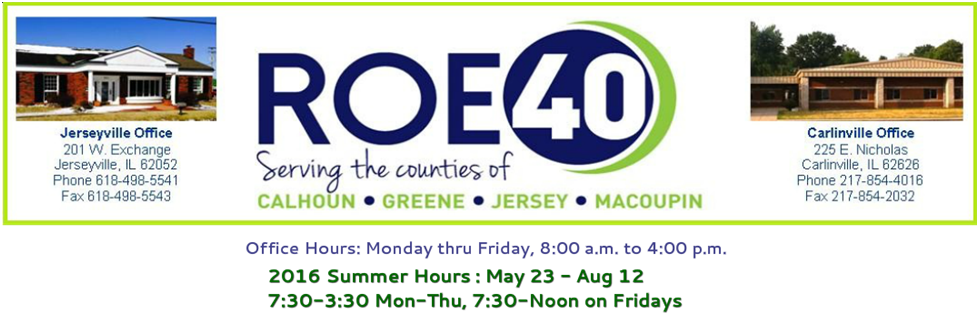 Jerseyville Office
201 W. Exchange
Jerseyville, IL 62052
Phone 618-498-5541
Fax 618-498-5543
ROE40
Serving the counties of
CALHOUN • GREENE • JERSEY • MACOUPIN
Carlinville Office
225 E. Nicholas
Carlinville, IL 62626
Phone 217-854-4016
Fax 217-854-2032
Office Hours: Monday thru Friday, 8:00 a.m. to 4:00 p.m.
2016 Summer Hours : May 23 - Aug 12
7:30-3:30 Mon-Thu, 7:30-Noon on Fridays